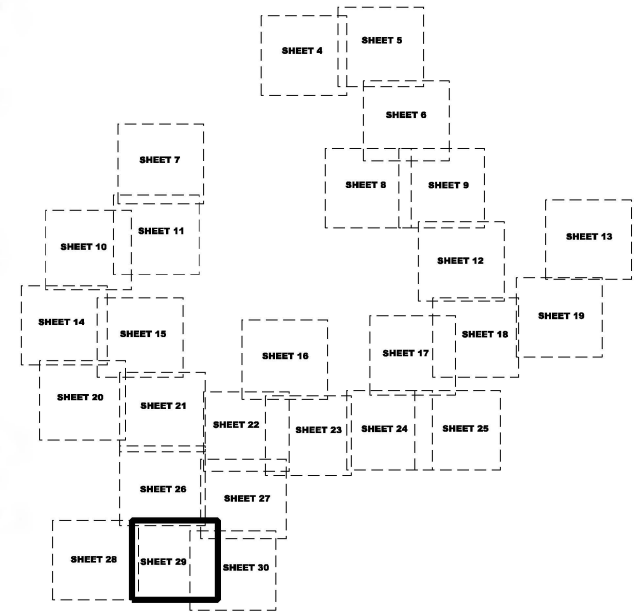 SHEET 5
SHEET 4
SHEET 6
SHEET 7
SHEET 8
SHEET 9
SHEET 11
SHEET 13
SHEET 10
SHEET 12
SHEET 19
SHEET 14
SHEET 15
SHEET 18
SHEET 17
SHEET 16
SHEET 20
SHEET 21
SHEET 22
SHEET 23
SHEET 24
SHEET 25
SHEET 26
SHEET 27
SHEET 28
SHEET 29
SHEET 30